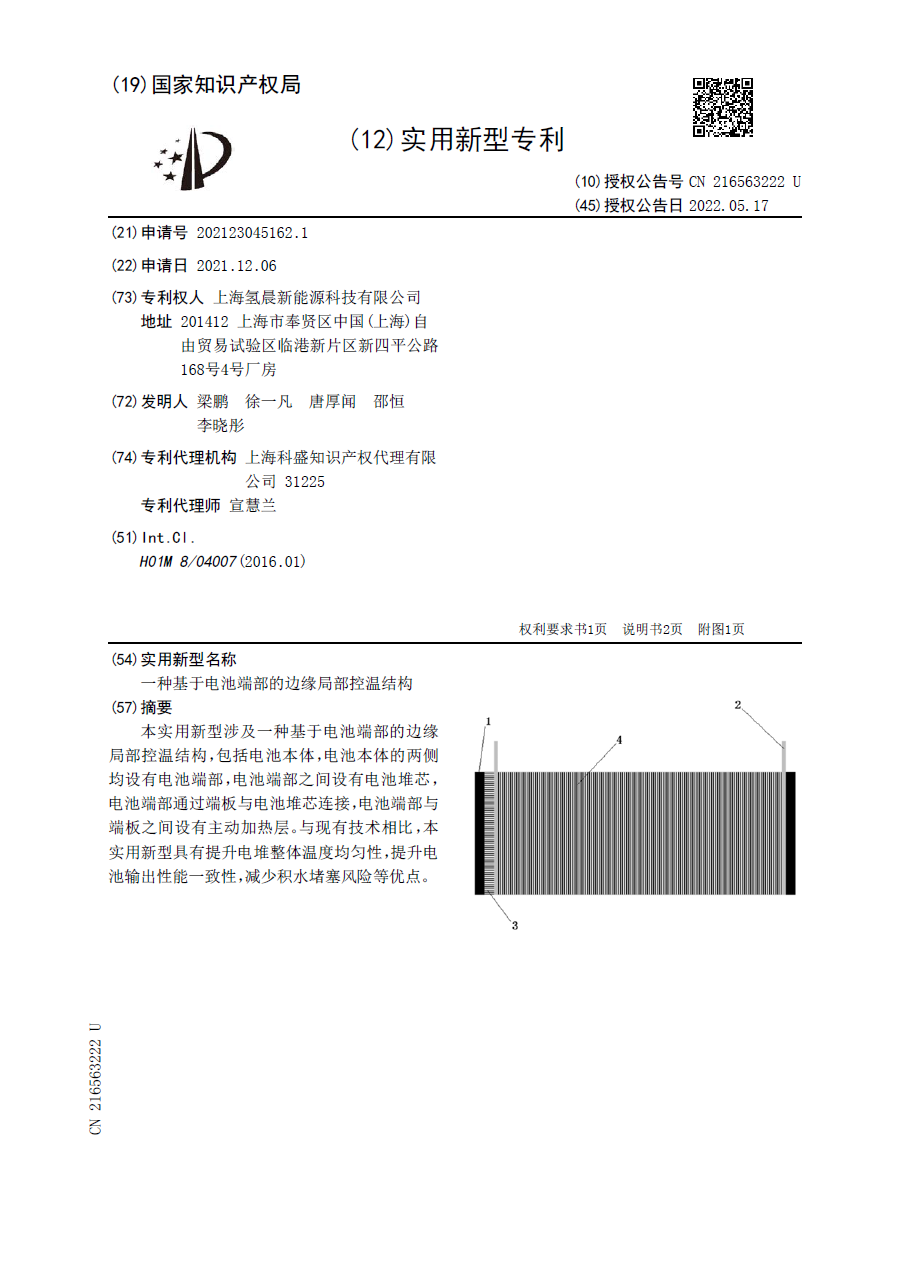 (19)国家知识产权局
(12)实用新型专利
(10)授权公告号 CN 216563222 U
(45)授权公告日 2022.05.17
(21)申请号 202123045162.1
(22)申请日 2021.12.06
(73)专利权人 上海氢晨新能源科技有限公司
地址 201412 上海市奉贤区中国(上海)自
由贸易试验区临港新片区新四平公路
168号4号厂房
(72)发明人 梁鹏 徐一凡 唐厚闻 邵恒
李晓彤
(74)专利代理机构 上海科盛知识产权代理有限
公司 31225
专利代理师 宣慧兰
(51)Int.Cl.
H01M 8/04007(2016.01)
权利要求书1页 说明书2页 附图1页
(54)实用新型名称
一种基于电池端部的边缘局部控温结构
(57)摘要
本实用新型涉及一种基于电池端部的边缘
局部控温结构,包括电池本体,电池本体的两侧
均设有电池端部,电池端部之间设有电池堆芯,
电池端部通过端板与电池堆芯连接,电池端部与
端板之间设有主动加热层。与现有技术相比,本
实用新型具有提升电堆整体温度均匀性,提升电
池输出性能一致性,减少积水堵塞风险等优点。
1
2
4
3
CN 216563222 U